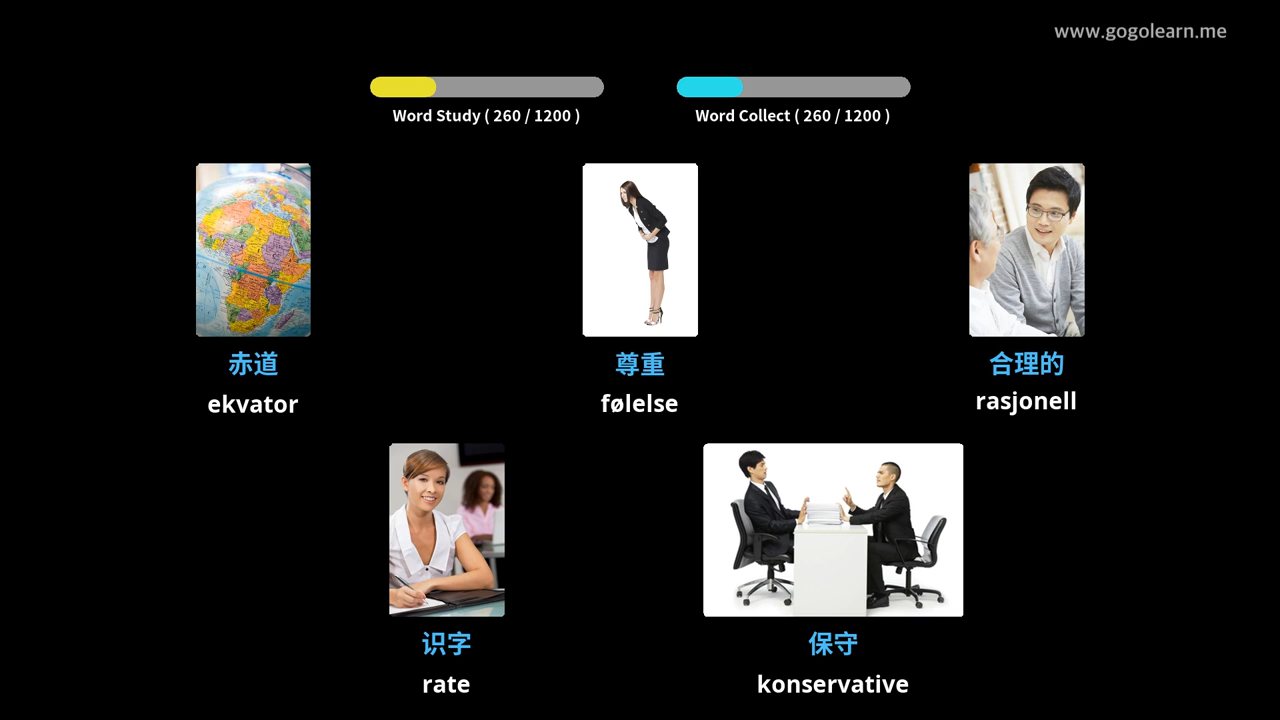 www.gogolearn.me
Word Study ( 260 / 1200 )
Word Collect ( 260 / 1200 )
赤道
ekvator
尊重
følelse
合理的
rasjonell
识字
rate
保守
konservative